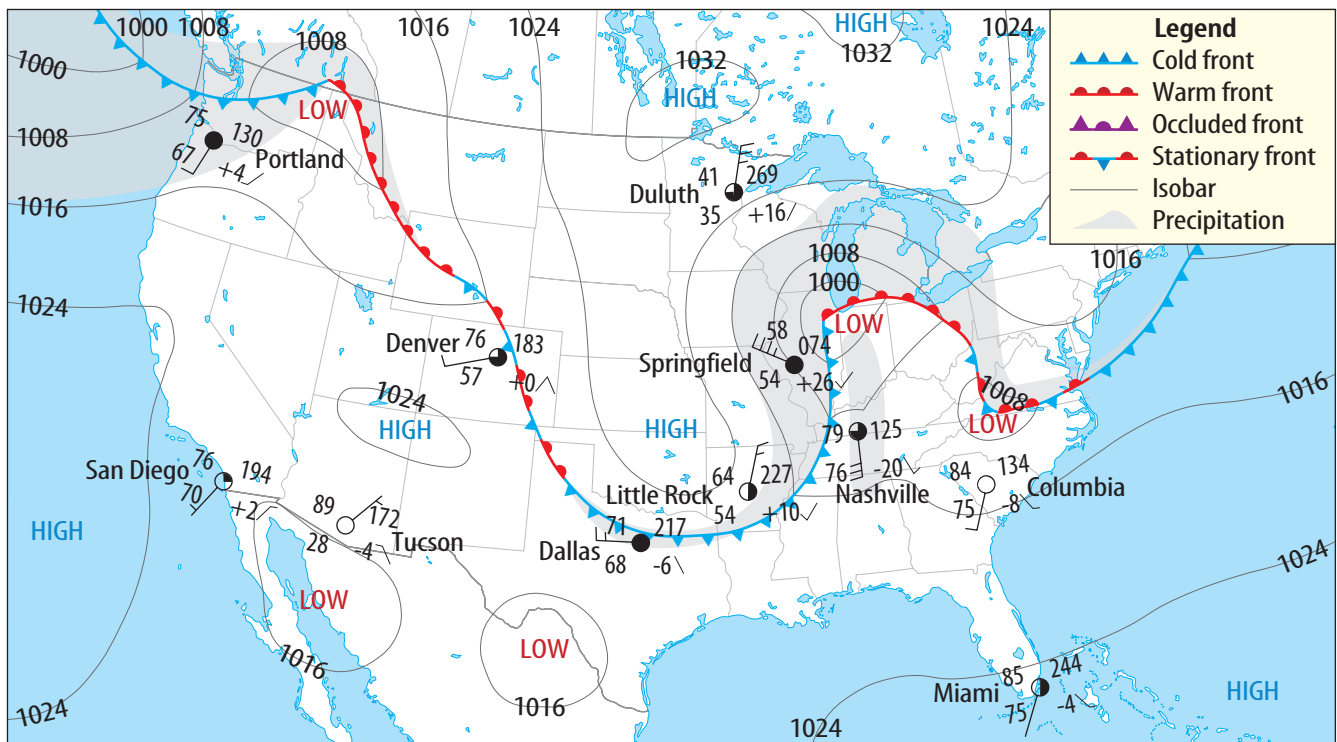 1000
1008
1008
1016
1024
HIGH
1032
1024
1032
HIGH
1000
LOW
1008
1016
1024
Legend
Cold front
Warm front
Occluded front
Stationary front
Isobar
Precipitation
75 130
67 +4
Portland
41 269
Duluth
35 +16
1008
1000
LOW
1016
Denver 76 183
57 +0
58
074
Springfield
54 +26
1024
HIGH
HIGH
1008
LOW
1016
79 125
76 -20
Nashville
San Diego 76 194
70 +2
64 227
Little Rock
54 +10
84 134
Columbia
75 -8
89 172
Tucson
28 -4
71 217
Dallas
68 -6
HIGH
LOW
1016
LOW
1016
1024
1024
85 244
Miami
75 -4
HIGH
1024